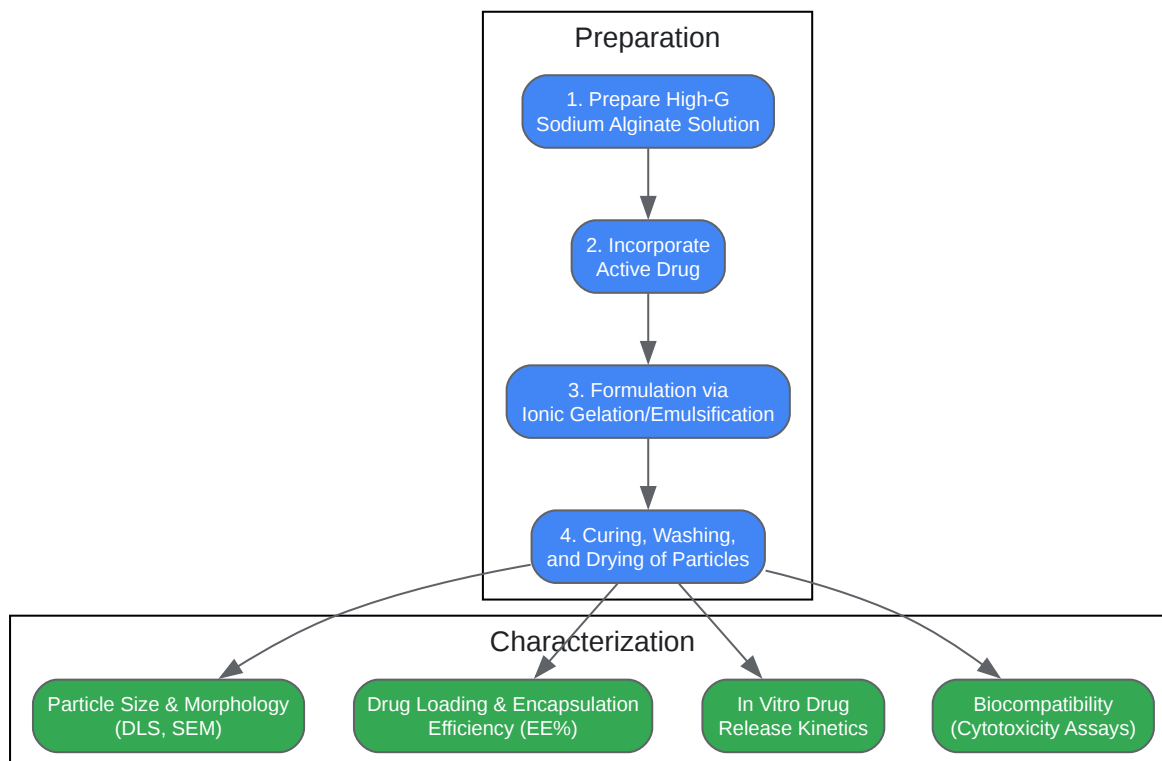 Preparation
1. Prepare High-G
Sodium Alginate Solution
2. Incorporate
Active Drug
3. Formulation via
Ionic Gelation/Emulsification
4. Curing, Washing,
and Drying of Particles
Characterization
Particle Size & Morphology
(DLS, SEM)
Drug Loading & Encapsulation
Efficiency (EE%)
In Vitro Drug
Release Kinetics
Biocompatibility
(Cytotoxicity Assays)